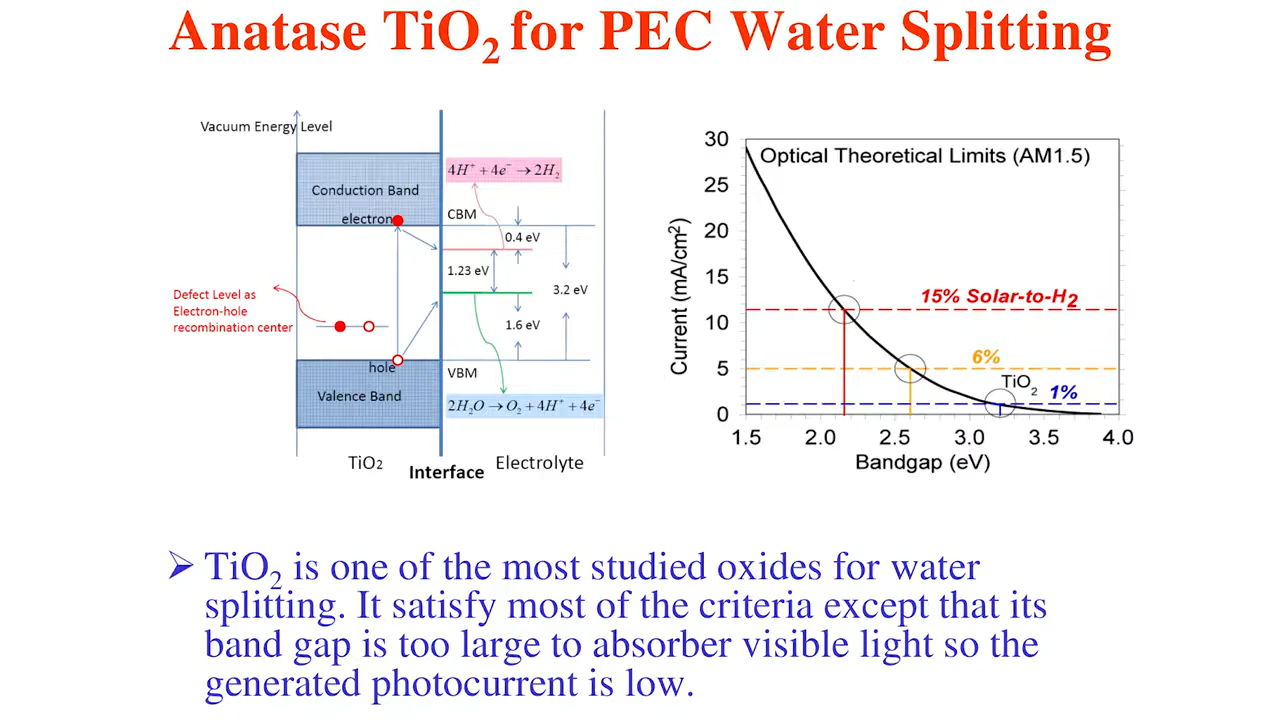 Anatase TiO₂ for PEC Water Splitting
Vacuum Energy Level
Conduction Band
electron
4H⁺ + 4e⁻ → 2H₂
CBM
0.4 eV
1.23 eV
3.2 eV
Defect Level as
Electron-hole
recombination center
1.6 eV
hole
VBM
Valence Band
2H₂O → O₂ + 4H⁺ + 4e⁻
TiO₂
Interface
Electrolyte
Optical Theoretical Limits (AM1.5)
Current (mA/cm²)
30
25
20
15
10
5
0
15% Solar-to-H₂
6%
TiO₂
1%
1.5 2.0 2.5 3.0 3.5 4.0
Bandgap (eV)
➢ TiO₂ is one of the most studied oxides for water
splitting. It satisfy most of the criteria except that its
band gap is too large to absorber visible light so the
generated photocurrent is low.